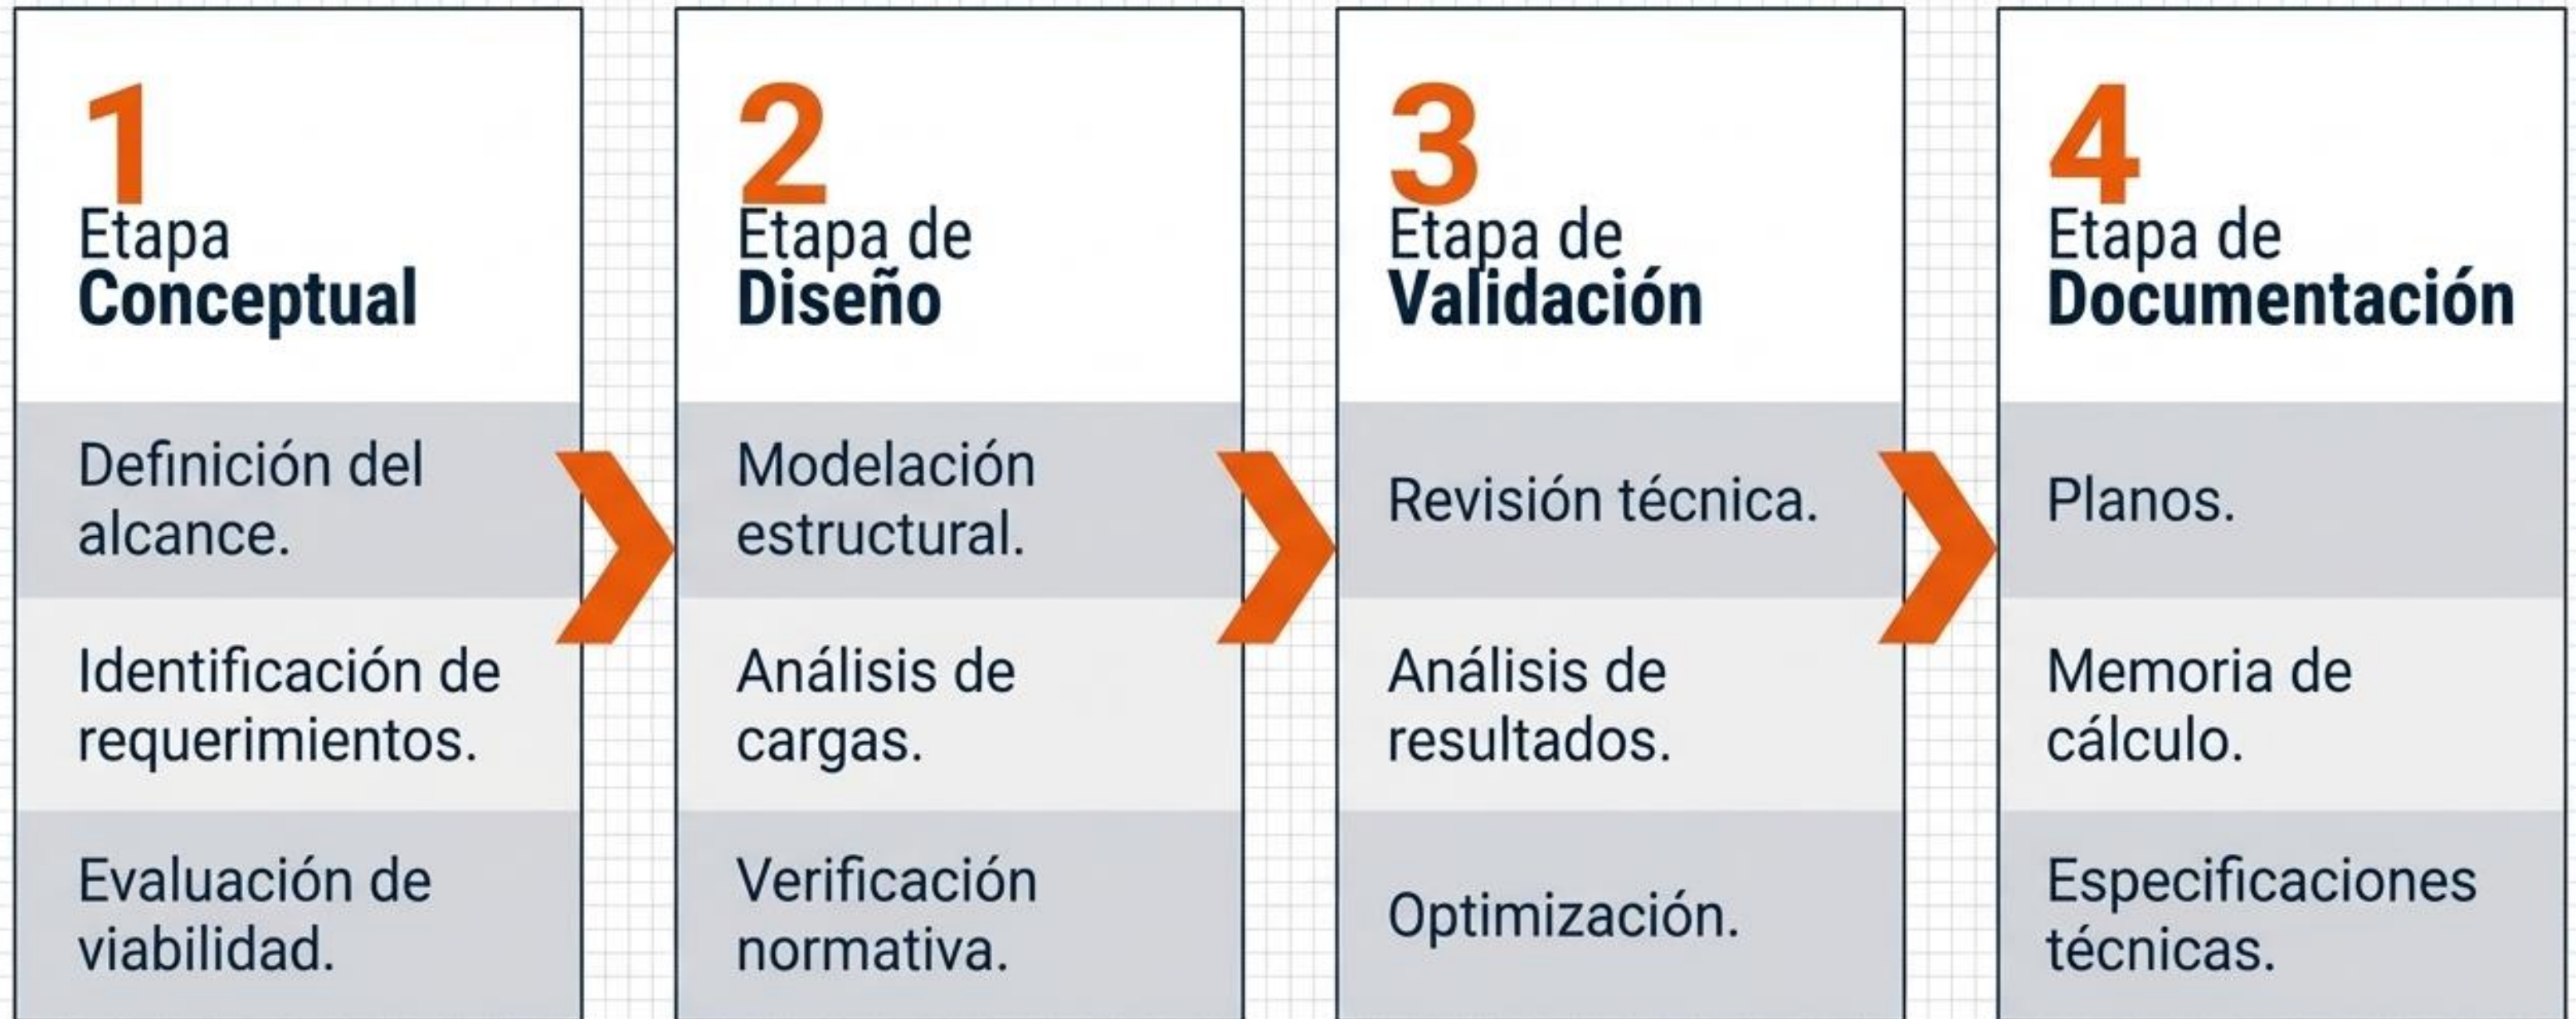 1
Etapa
Conceptual
Definición del
alcance.
Identificación de
requerimientos.
Evaluación de
viabilidad.
2
Etapa de
Diseño
Modelación
estructural.
Análisis de
cargas.
Verificación
normativa.
3
Etapa de
Validación
Revisión técnica.
Análisis de
resultados.
Optimización.
4
Etapa de
Documentación
Planos.
Memoria de
cálculo.
Especificaciones
técnicas.